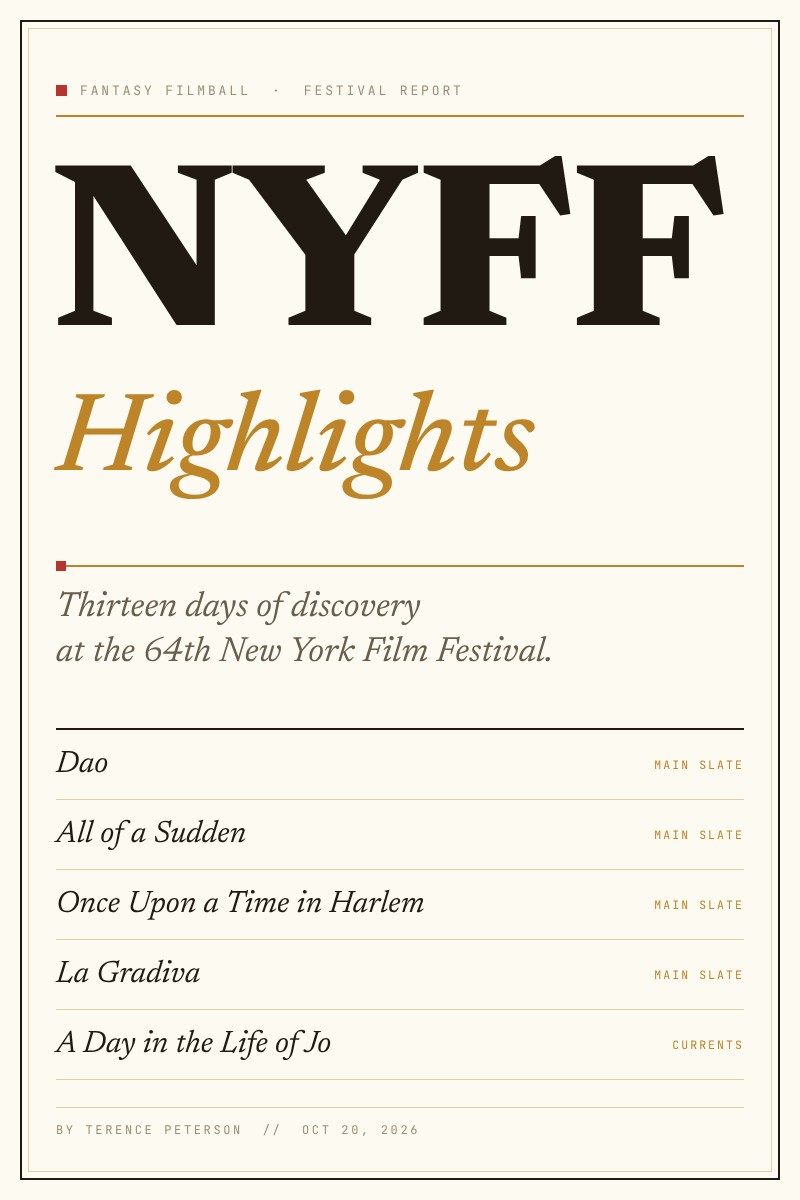 FANTASY FILMBALL · FESTIVAL REPORT
NYFF
Highlights
Thirteen days of discovery
at the 64th New York Film Festival.
Dao MAIN SLATE
All of a Sudden MAIN SLATE
Once Upon a Time in Harlem MAIN SLATE
La Gradiva MAIN SLATE
A Day in the Life of Jo CURRENTS
BY TERENCE PETERSON // OCT 20, 2026